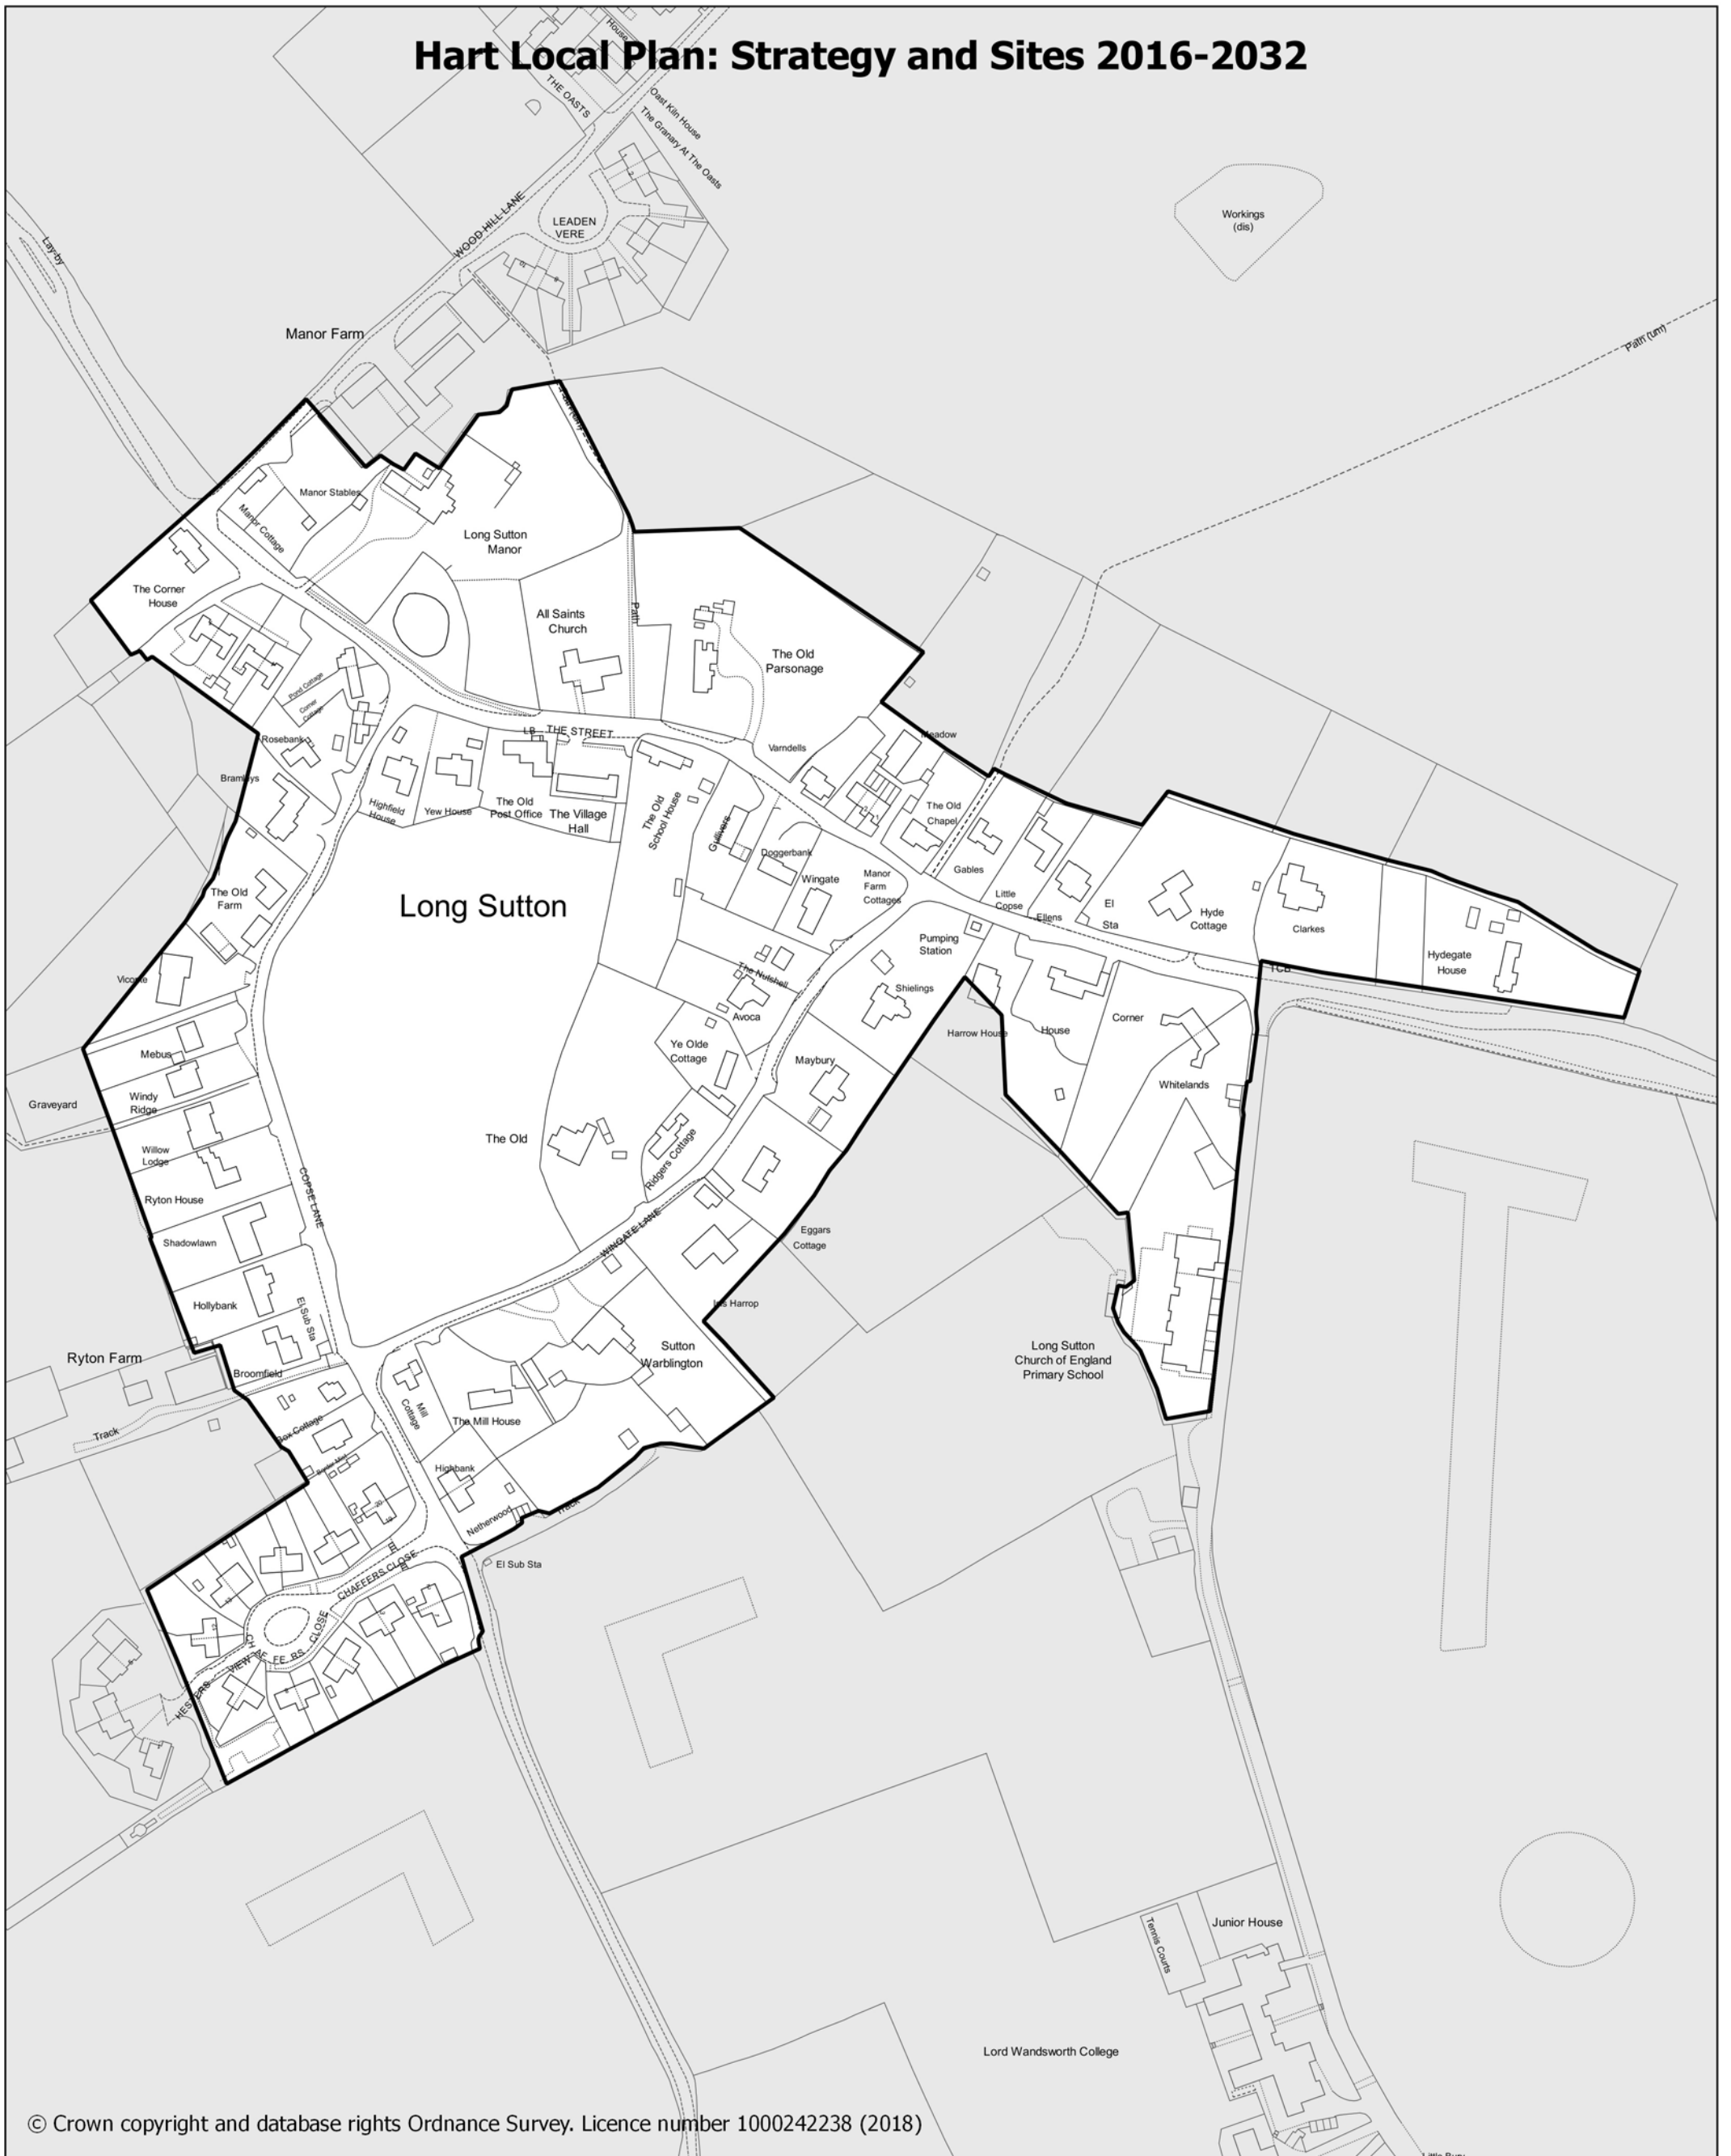 House
Hart Local Plan: Strategy and Sites 2016-2032
THE OASTS
Oast Kiln House
The Granary At The Oasts
WOOD HILL LANE
LEADEN
VERE
Workings
(dis)
Lay-by
Path (um)
Manor Farm
Manor Stables
Manor Cottage
Long Sutton
Manor
The Corner
House
All Saints
Church
Path
The Old
Parsonage
Pond Cottage
Corner
Cottage
Rosebank
LB
THE STREET
Varndells
Meadow
Bramleys
Highfield
House
Yew House
The Old
Post Office
The Village
Hall
The Old
School House
Gullivers
The Old
Chapel
Doggerbank
Wingate
Manor
Farm
Cottages
Gables
Little
Copse
Ellens
El
Sta
Hyde
Cottage
Clarkes
Hydegate
House
TCB
The Old
Farm
Long Sutton
Pumping
Station
Vicote
The Nutshell
Shielings
Avoca
Harrow House
House
Corner
Mebus
Ye Olde
Cottage
Maybury
Whitelands
Graveyard
Windy
Ridge
Willow
Lodge
The Old
Ridgers Cottage
Ryton House
COPSE LANE
Shadowlawn
WINGATE LANE
Eggars
Cottage
Hollybank
El Sub Sta
Iris Harrop
Ryton Farm
Broomfield
Sutton
Warblington
Long Sutton
Church of England
Primary School
Mill
Cottage
The Mill House
Track
Box Cottage
Highbank
Netherwood
Track
El Sub Sta
CHAFFERS CLOSE
CHAFFERS
CLOSE
HESTERS
VIEW
Tennis Courts
Junior House
Lord Wandsworth College
© Crown copyright and database rights Ordnance Survey. Licence number 1000242238 (2018)